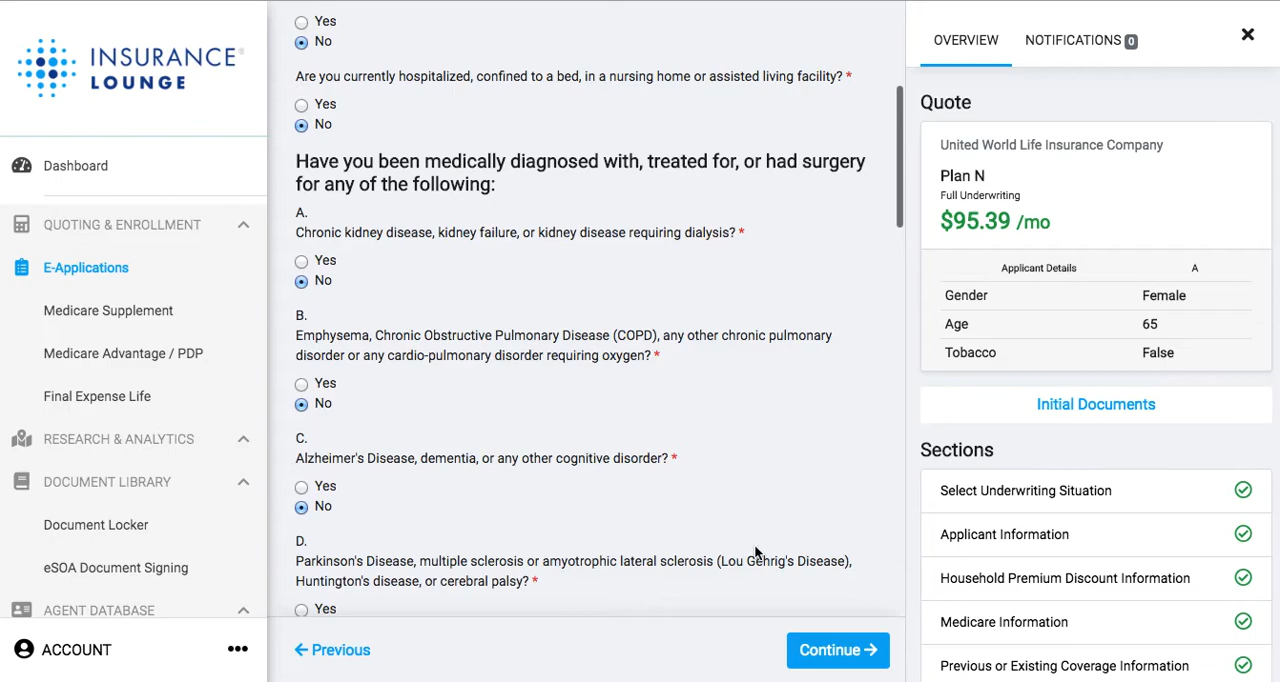 INSURANCE®
LOUNGE
Dashboard
QUOTING & ENROLLMENT
E-Applications
Medicare Supplement
Medicare Advantage / PDP
Final Expense Life
RESEARCH & ANALYTICS
DOCUMENT LIBRARY
Document Locker
eSOA Document Signing
AGENT DATABASE
ACCOUNT
Yes
No
Are you currently hospitalized, confined to a bed, in a nursing home or assisted living facility? *
Yes
No
Have you been medically diagnosed with, treated for, or had surgery
for any of the following:
A.
Chronic kidney disease, kidney failure, or kidney disease requiring dialysis? *
Yes
No
B.
Emphysema, Chronic Obstructive Pulmonary Disease (COPD), any other chronic pulmonary
disorder or any cardio-pulmonary disorder requiring oxygen? *
Yes
No
C.
Alzheimer's Disease, dementia, or any other cognitive disorder? *
Yes
No
D.
Parkinson's Disease, multiple sclerosis or amyotrophic lateral sclerosis (Lou Gehrig's Disease),
Huntington's disease, or cerebral palsy? *
Yes
← Previous
Continue →
OVERVIEW
NOTIFICATIONS 0
Quote
United World Life Insurance Company
Plan N
Full Underwriting
$95.39 /mo
Applicant Details A
Gender Female
Age 65
Tobacco False
Initial Documents
Sections
Select Underwriting Situation
Applicant Information
Household Premium Discount Information
Medicare Information
Previous or Existing Coverage Information